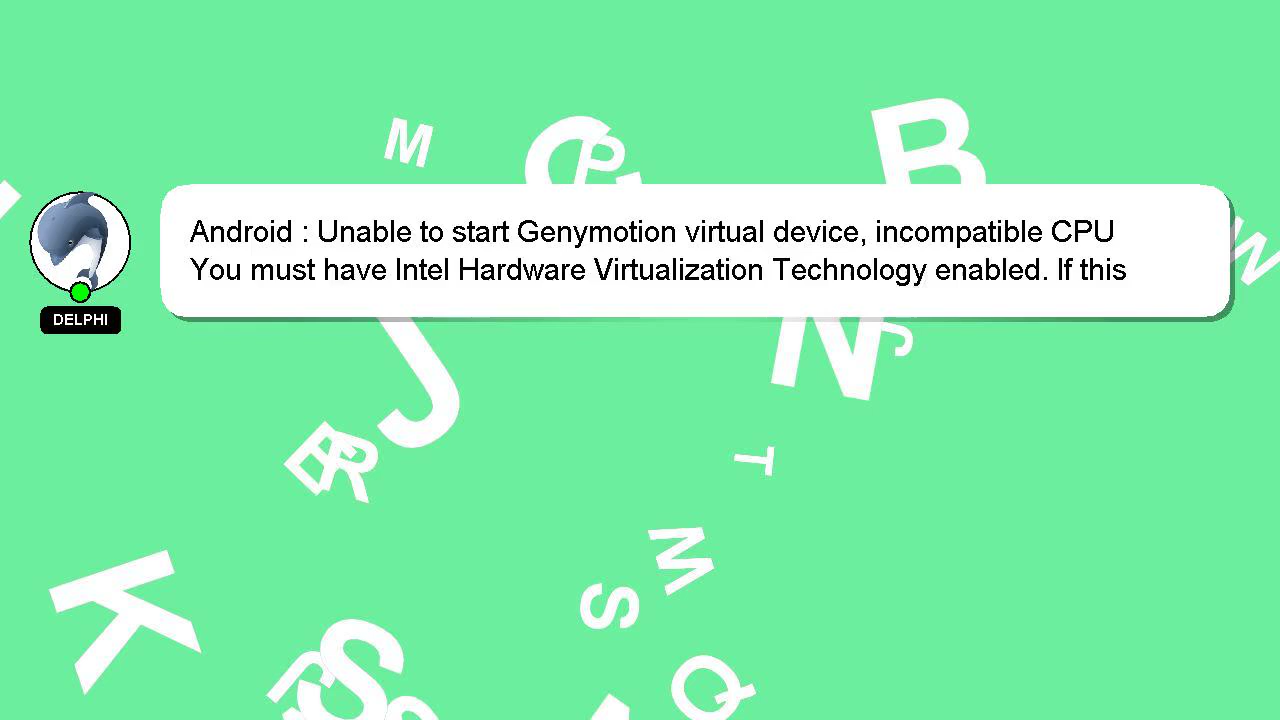 M
C
P
B
W
Android : Unable to start Genymotion virtual device, incompatible CPU
You must have Intel Hardware Virtualization Technology enabled. If this
DELPHI
J
N
J
B
R
T
K
M
S
S
Q